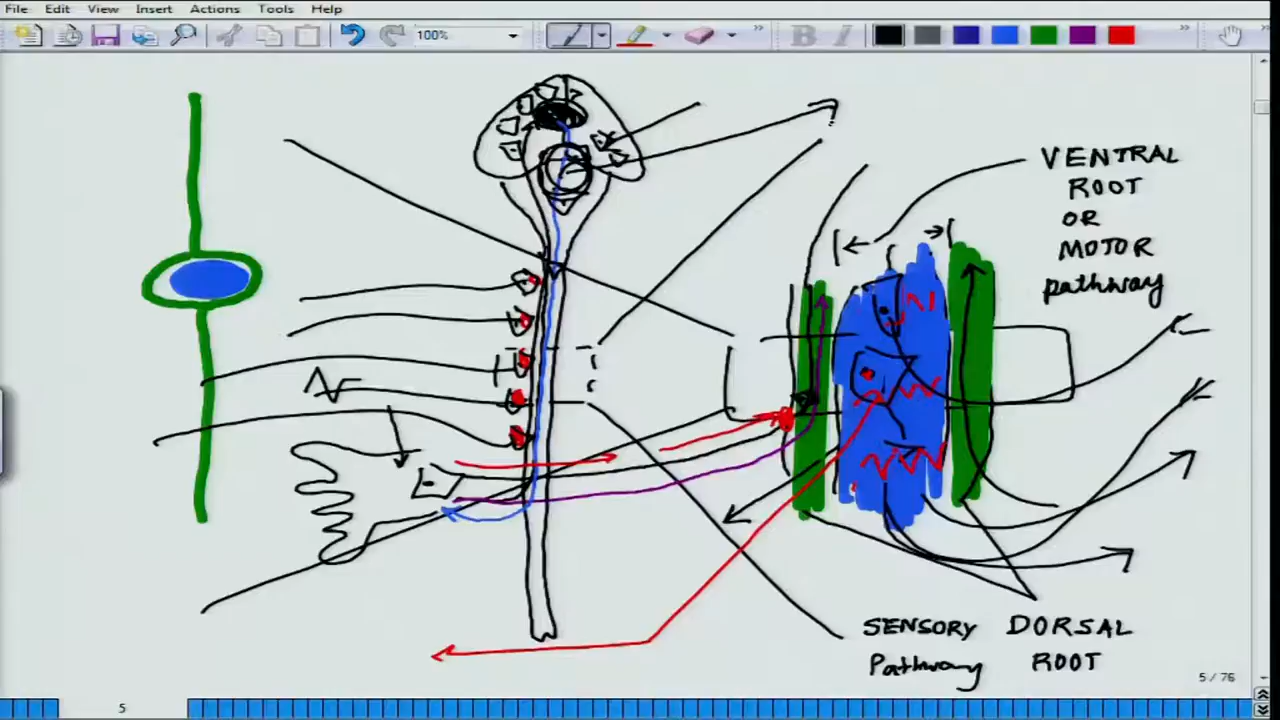 File Edit View Insert Actions Tools Help
100%
VENTRAL
ROOT
OR
MOTOR
pathway
SENSORY DORSAL
Pathway ROOT
5 / 76
5